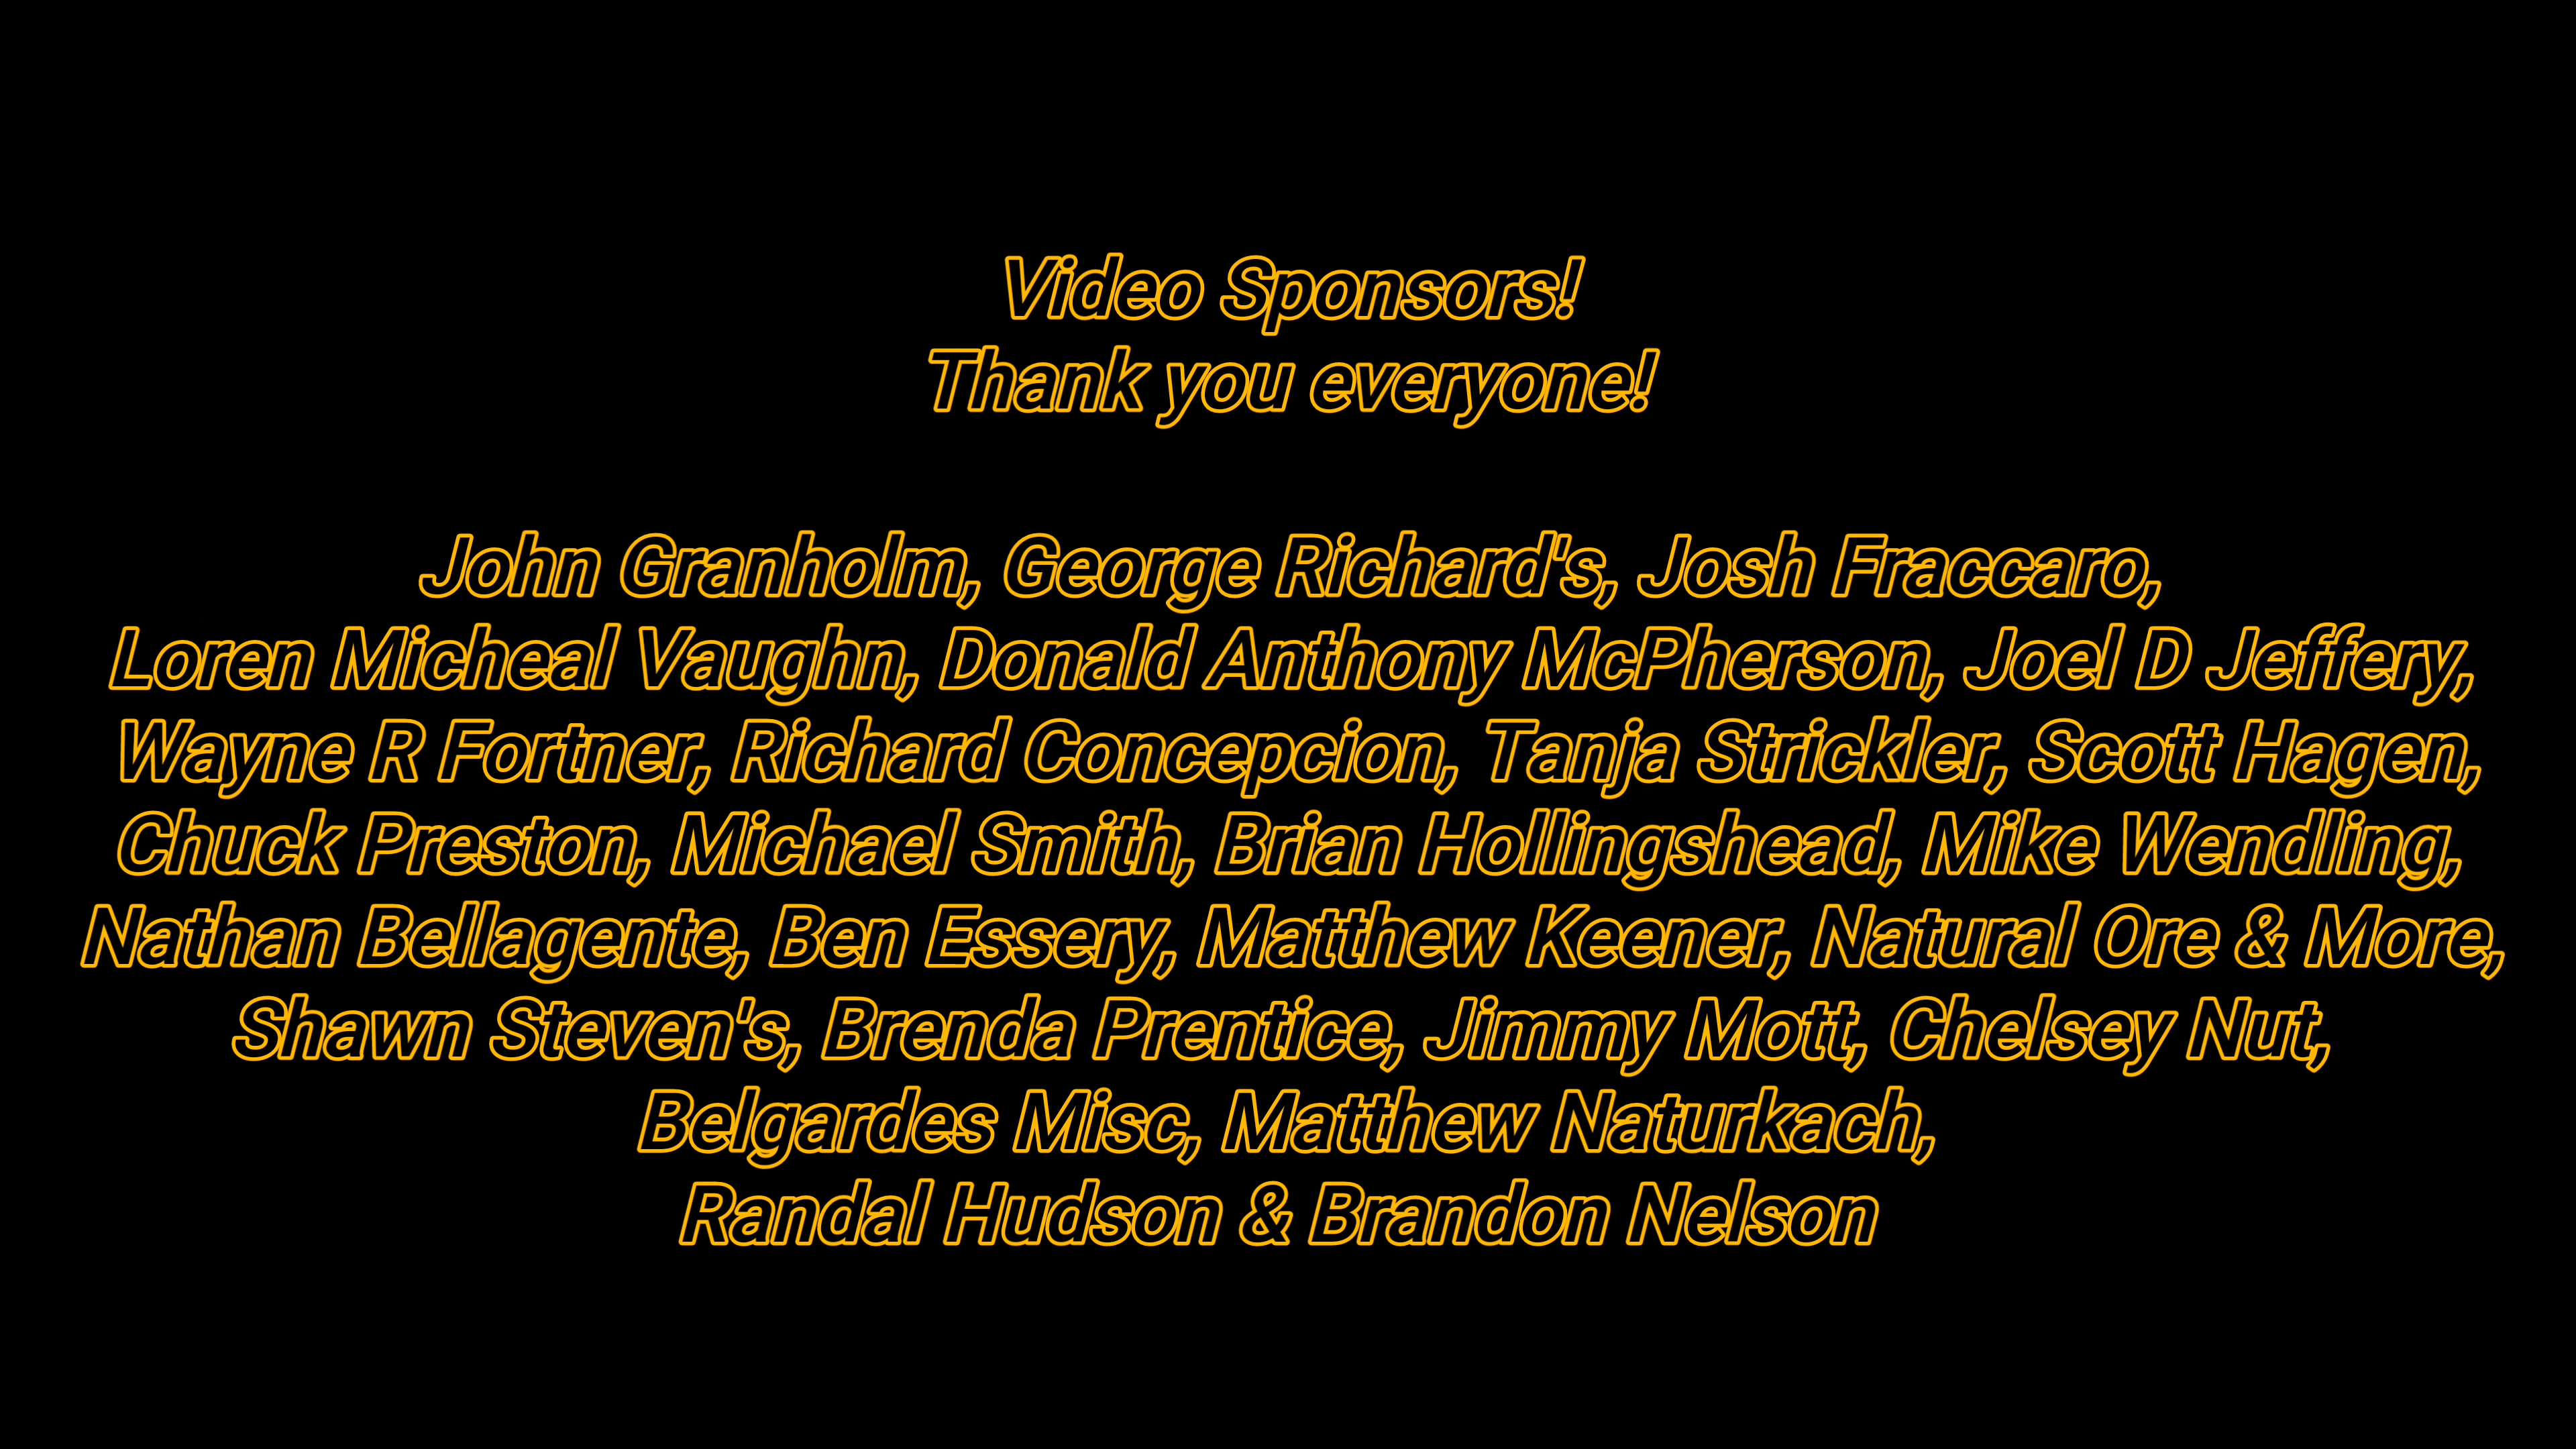 Video Sponsors!
Thank you everyone!
John Granholm, George Richard's, Josh Fraccaro,
Loren Micheal Vaughn, Donald Anthony McPherson, Joel D Jeffery,
Wayne R Fortner, Richard Concepcion, Tanja Strickler, Scott Hagen,
Chuck Preston, Michael Smith, Brian Hollingshead, Mike Wendling,
Nathan Bellagente, Ben Essery, Matthew Keener, Natural Ore & More,
Shawn Steven's, Brenda Prentice, Jimmy Mott, Chelsey Nut,
Belgardes Misc, Matthew Naturkach,
Randal Hudson & Brandon Nelson